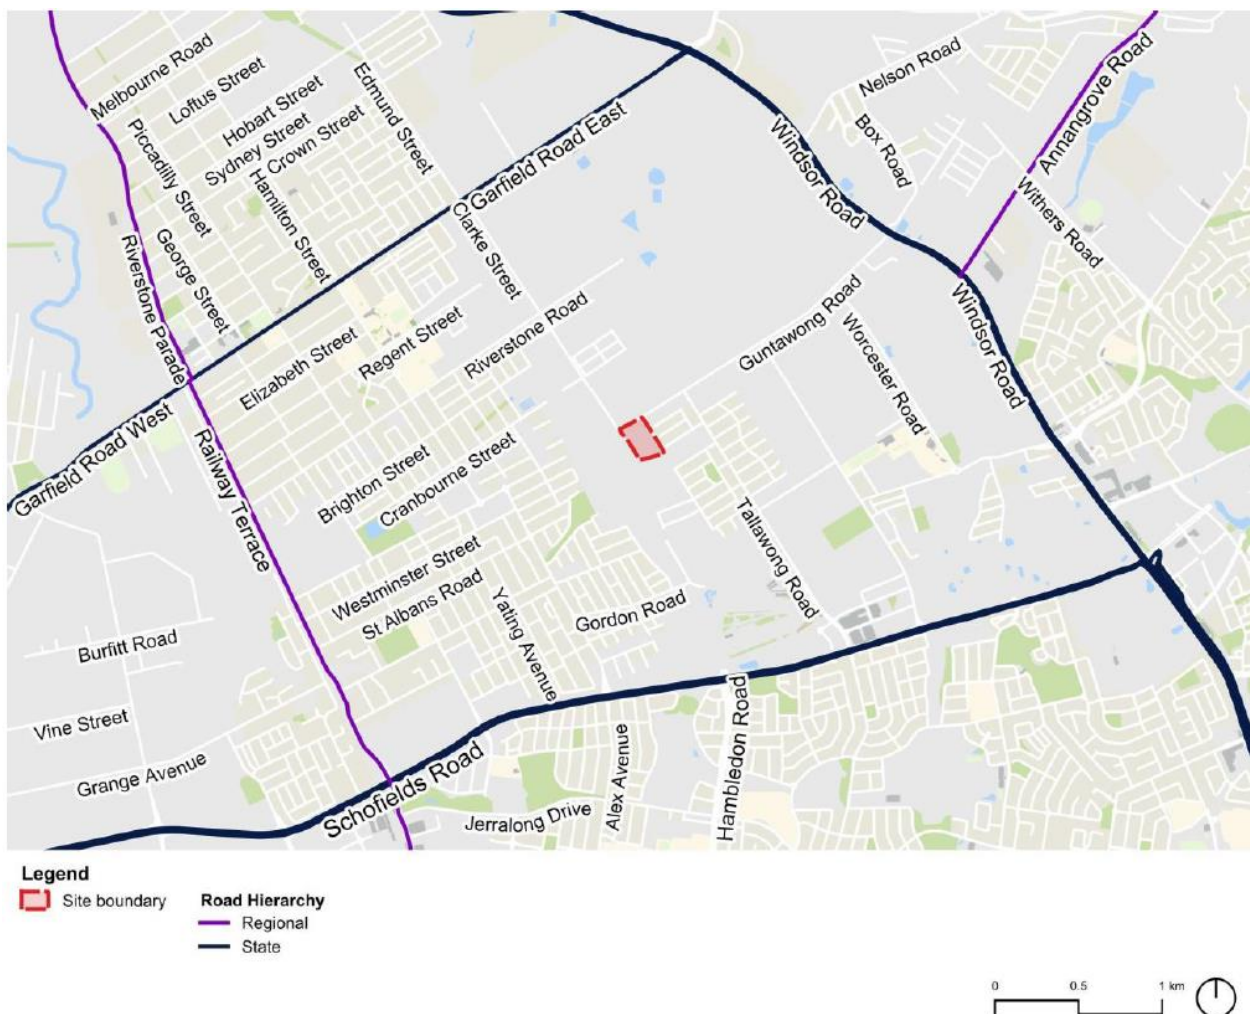 Melbourne Road
Loftus Street
Hobart Street
Sydney Street
Crown Street
Edmund Street
Piccadilly Street
Hamilton Street
George Street
Riverstone Parade
Garfield Road East
Clarke Street
Nelson Road
Box Road
Windsor Road
Annangrove Road
Withers Road
Elizabeth Street
Regent Street
Riverstone Road
Guntawong Road
Worcester Road
Windsor Road
Garfield Road West
Railway Terrace
Brighton Street
Cranbourne Street
Tallawong Road
Westminster Street
St Albans Road
Yating Avenue
Gordon Road
Burfitt Road
Vine Street
Grange Avenue
Schofields Road
Jerralong Drive
Alex Avenue
Hambledon Road
Legend
Site boundary
Road Hierarchy
Regional
State
0 0.5 1 km